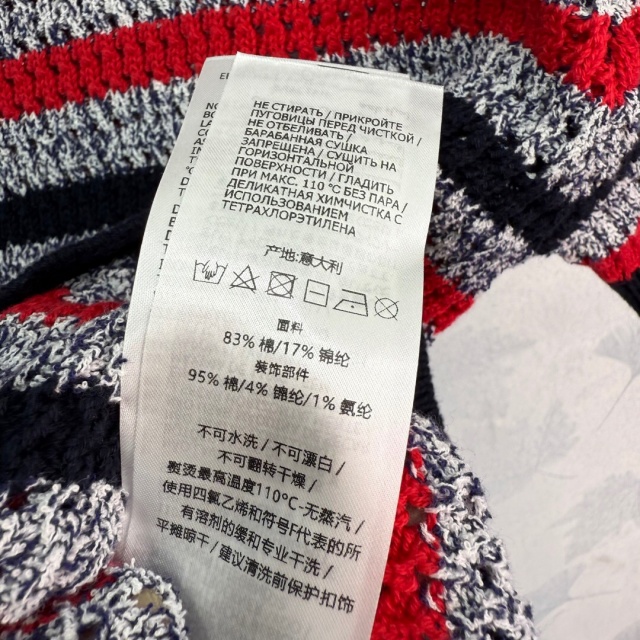 НЕ СТИРАТЬ / ПРИКРОЙТЕ
ПУГОВИЦЫ ПЕРЕД ЧИСТКОЙ /
НЕ ОТБЕЛИВАТЬ /
БАРАБАННАЯ СУШКА
ЗАПРЕЩЕНА / СУШИТЬ НА
ГОРИЗОНТАЛЬНОЙ
ПОВЕРХНОСТИ / ГЛАДИТЬ
ПРИ МАКС. 110 °C БЕЗ ПАРА /
ДЕЛИКАТНАЯ ХИМЧИСТКА С
ИСПОЛЬЗОВАНИЕМ
ТЕТРАХЛОРЭТИЛЕНА
产地:意大利
面料
83% 棉/17% 锦纶
装饰部件
95% 棉/4% 锦纶/1% 氨纶
不可水洗 / 不可漂白 /
不可翻转干燥 /
熨烫最高温度110°C-无蒸汽 /
使用四氯乙烯和符号F代表的所
有溶剂的缓和专业干洗 /
平摊晾干 / 建议清洗前保护扣饰